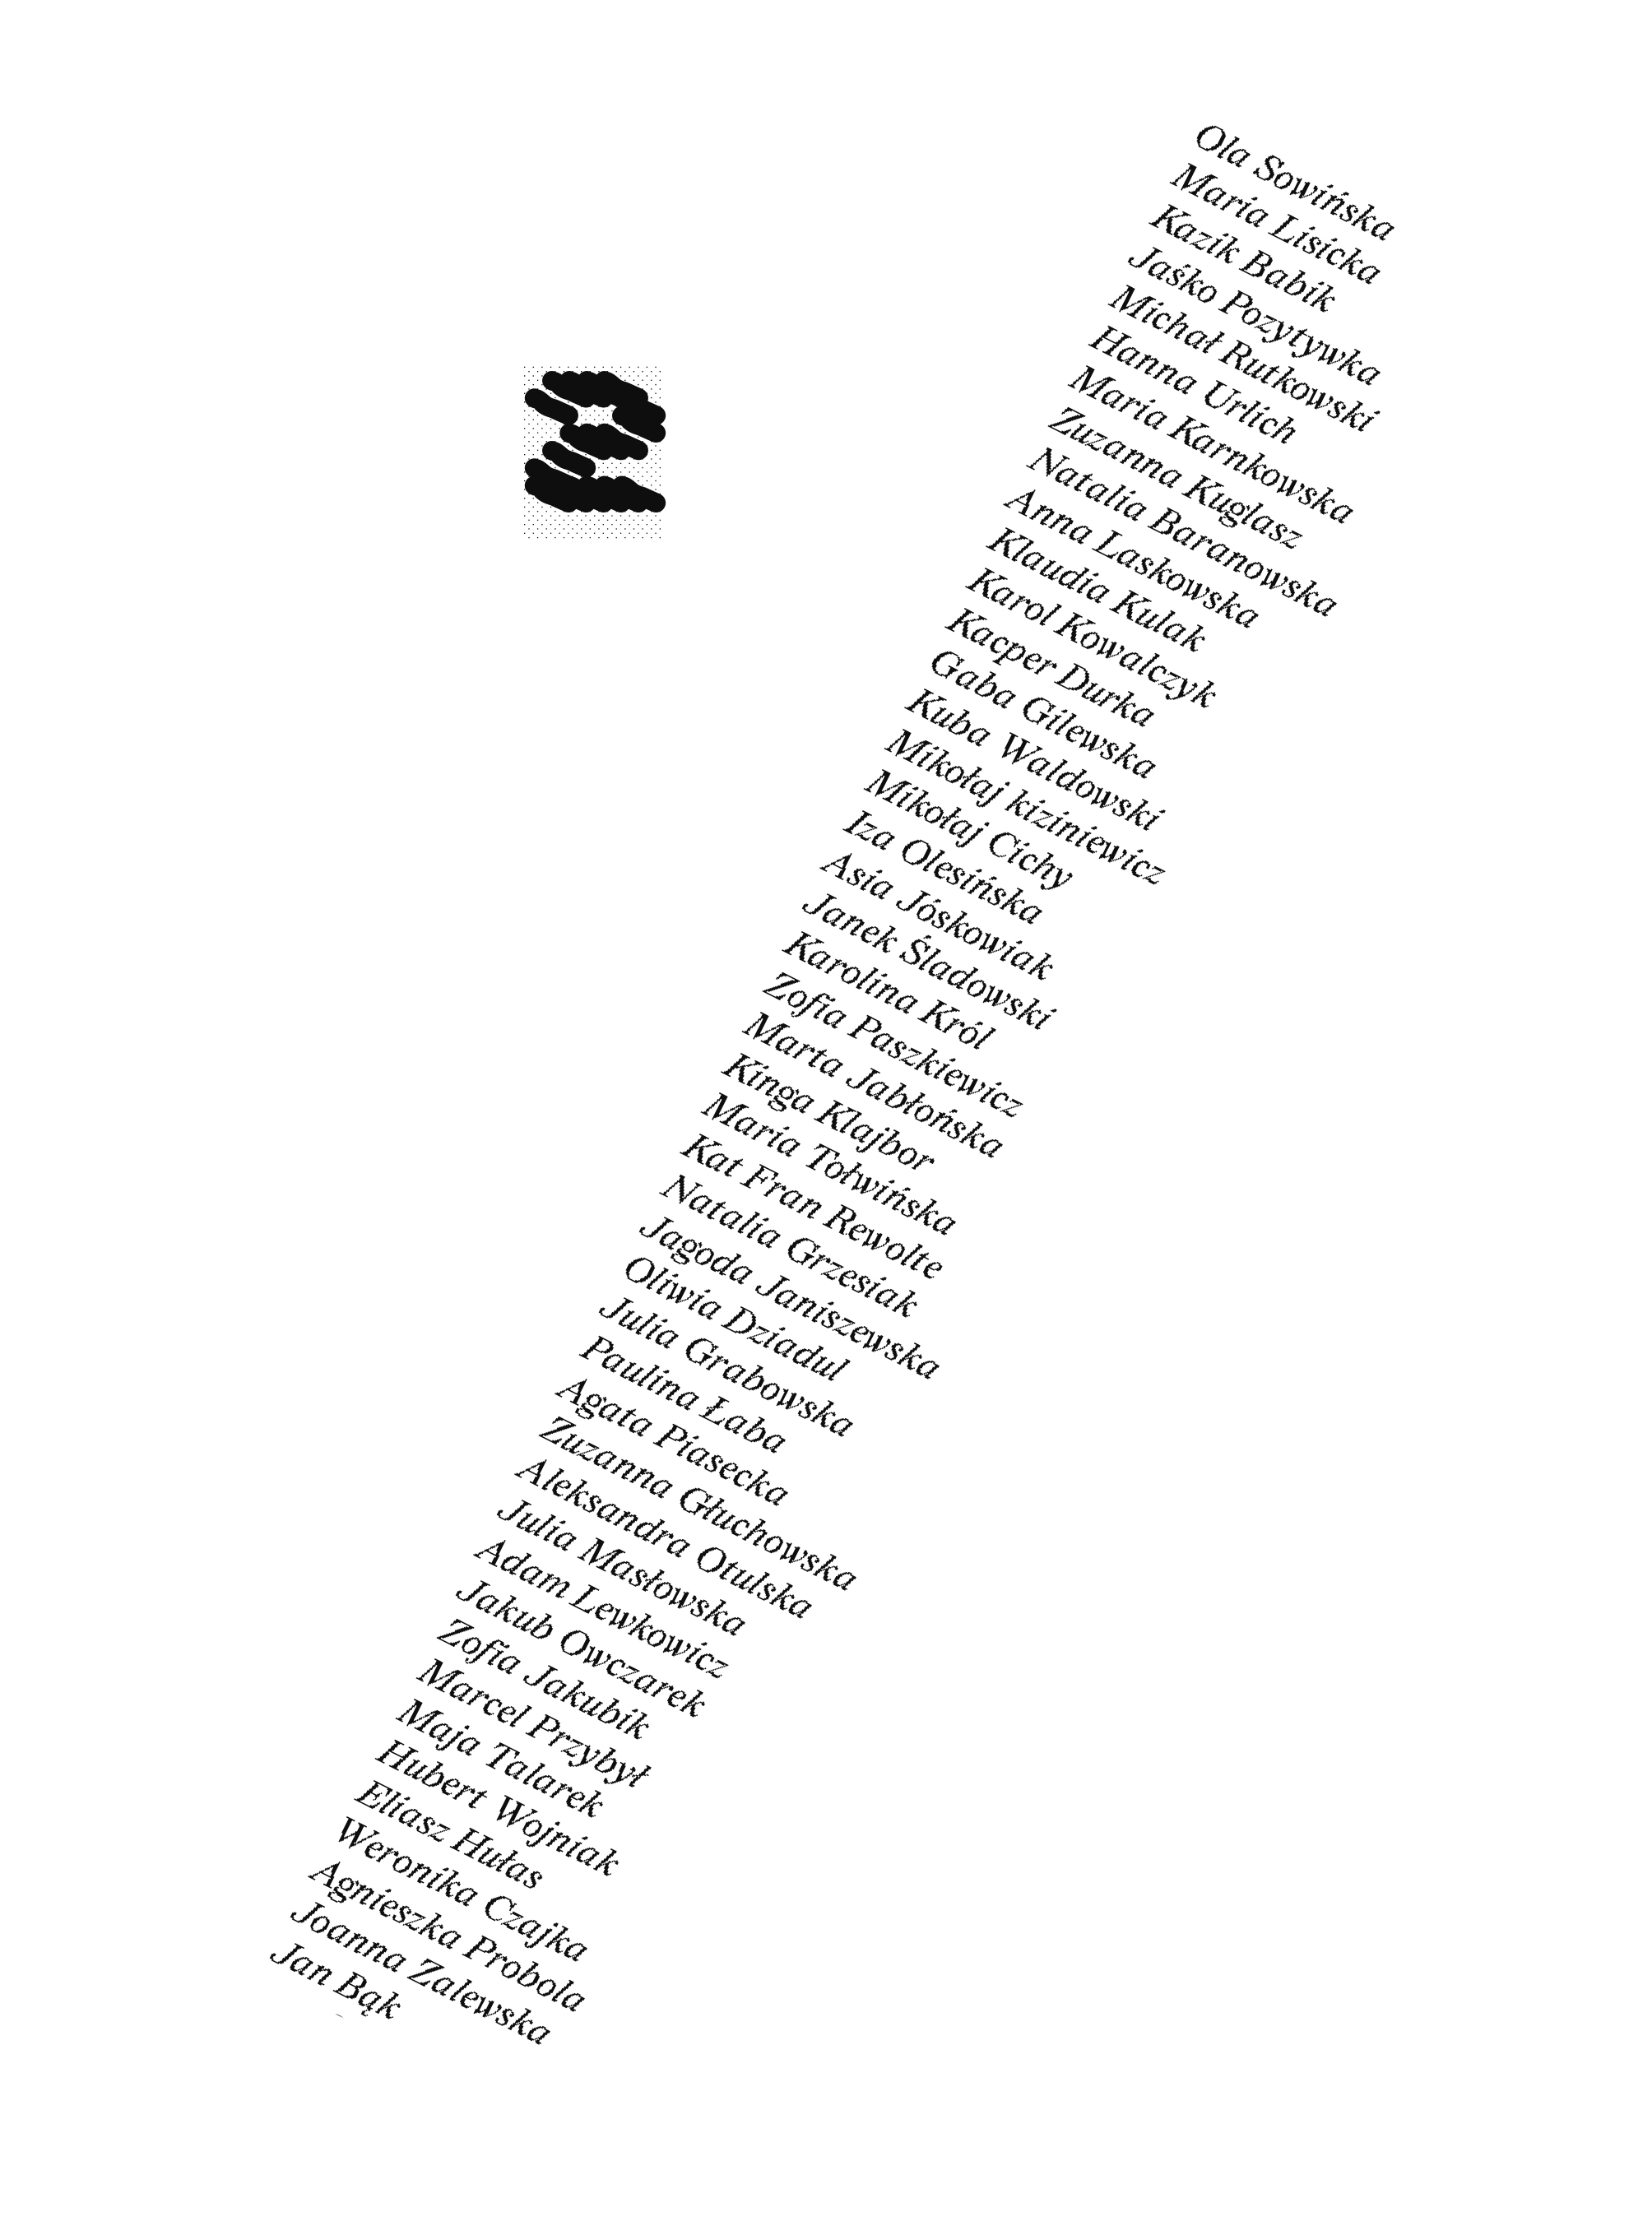 2
Ola Sowińska
Maria Lisicka
Kazik Babik
Jaśko Pozytywka
Michał Rutkowski
Hanna Urlich
Maria Karnkowska
Zuzanna Kuglasz
Natalia Baranowska
Anna Laskowska
Klaudia Kulak
Karol Kowalczyk
Kacper Durka
Gaba Gilewska
Kuba Waldowski
Mikołaj kiziniewicz
Mikołaj Cichy
Iza Olesińska
Asia Jóskowiak
Janek Śladowski
Karolina Król
Zofia Paszkiewicz
Marta Jabłońska
Kinga Klajbor
Maria Tołwińska
Kat Fran Rewolte
Natalia Grzesiak
Jagoda Janiszewska
Oliwia Dziadul
Julia Grabowska
Paulina Łaba
Agata Piasecka
Zuzanna Głuchowska
Aleksandra Otulska
Julia Masłowska
Adam Lewkowicz
Jakub Owczarek
Zofia Jakubik
Marcel Przybył
Maja Talarek
Hubert Wojniak
Eliasz Hułas
Weronika Czajka
Agnieszka Probola
Joanna Zalewska
Jan Bąk